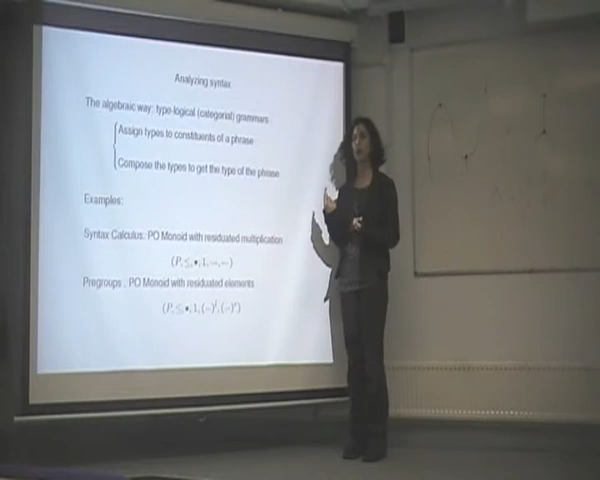 Analyzing syntax
The algebraic way: type-logical (categorial) grammars
Assign types to constituents of a phrase
Compose the types to get the type of the phrase
Examples:
Syntax Calculus: PO Monoid with residuated multiplication
(P, ≤, •, 1, ⊸, ⟜)
Pregroups : PO Monoid with residuated elements
(P, ≤, •, 1, (−)ˡ, (−)ʳ)